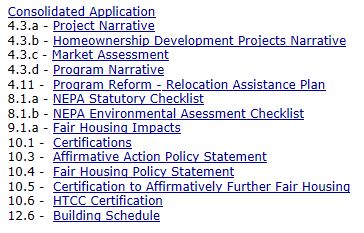 Consolidated Application
4.3.a - Project Narrative
4.3.b - Homeownership Development Projects Narrative
4.3.c - Market Assessment
4.3.d - Program Narrative
4.11 - Program Reform - Relocation Assistance Plan
8.1.a - NEPA Statutory Checklist
8.1.b - NEPA Environmental Asessment Checklist
9.1.a - Fair Housing Impacts
10.1 - Certifications
10.3 - Affirmative Action Policy Statement
10.4 - Fair Housing Policy Statement
10.5 - Certification to Affirmatively Further Fair Housing
10.6 - HTCC Certification
12.6 - Building Schedule